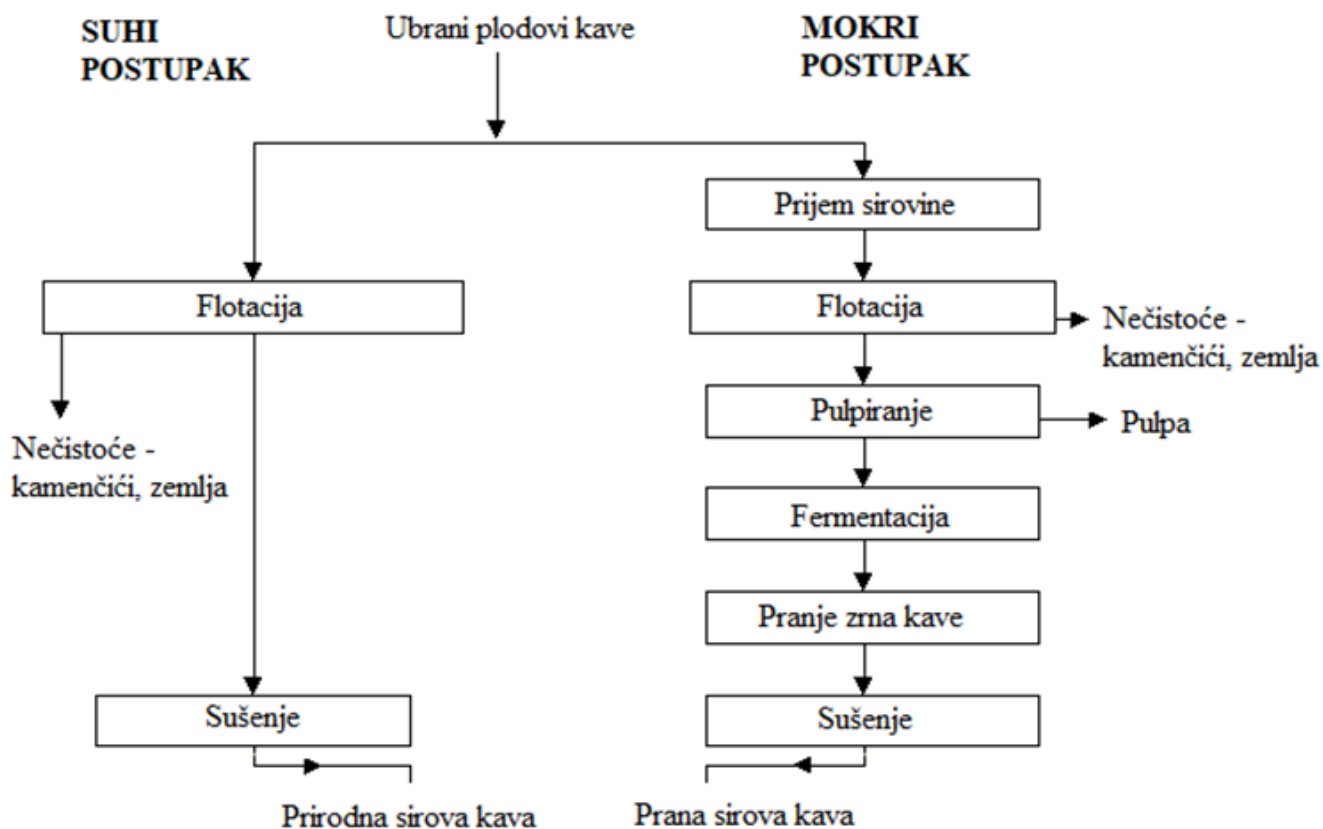 SUHI
POSTUPAK
Ubrani plodovi kave
MOKRI
POSTUPAK
Prijem sirovine
Flotacija
Flotacija
Nečistoće -
kamenčići, zemlja
Pulpiranje
Pulpa
Nečistoće -
kamenčići, zemlja
Fermentacija
Pranje zrna kave
Sušenje
Sušenje
Prirodna sirova kava
Prana sirova kava